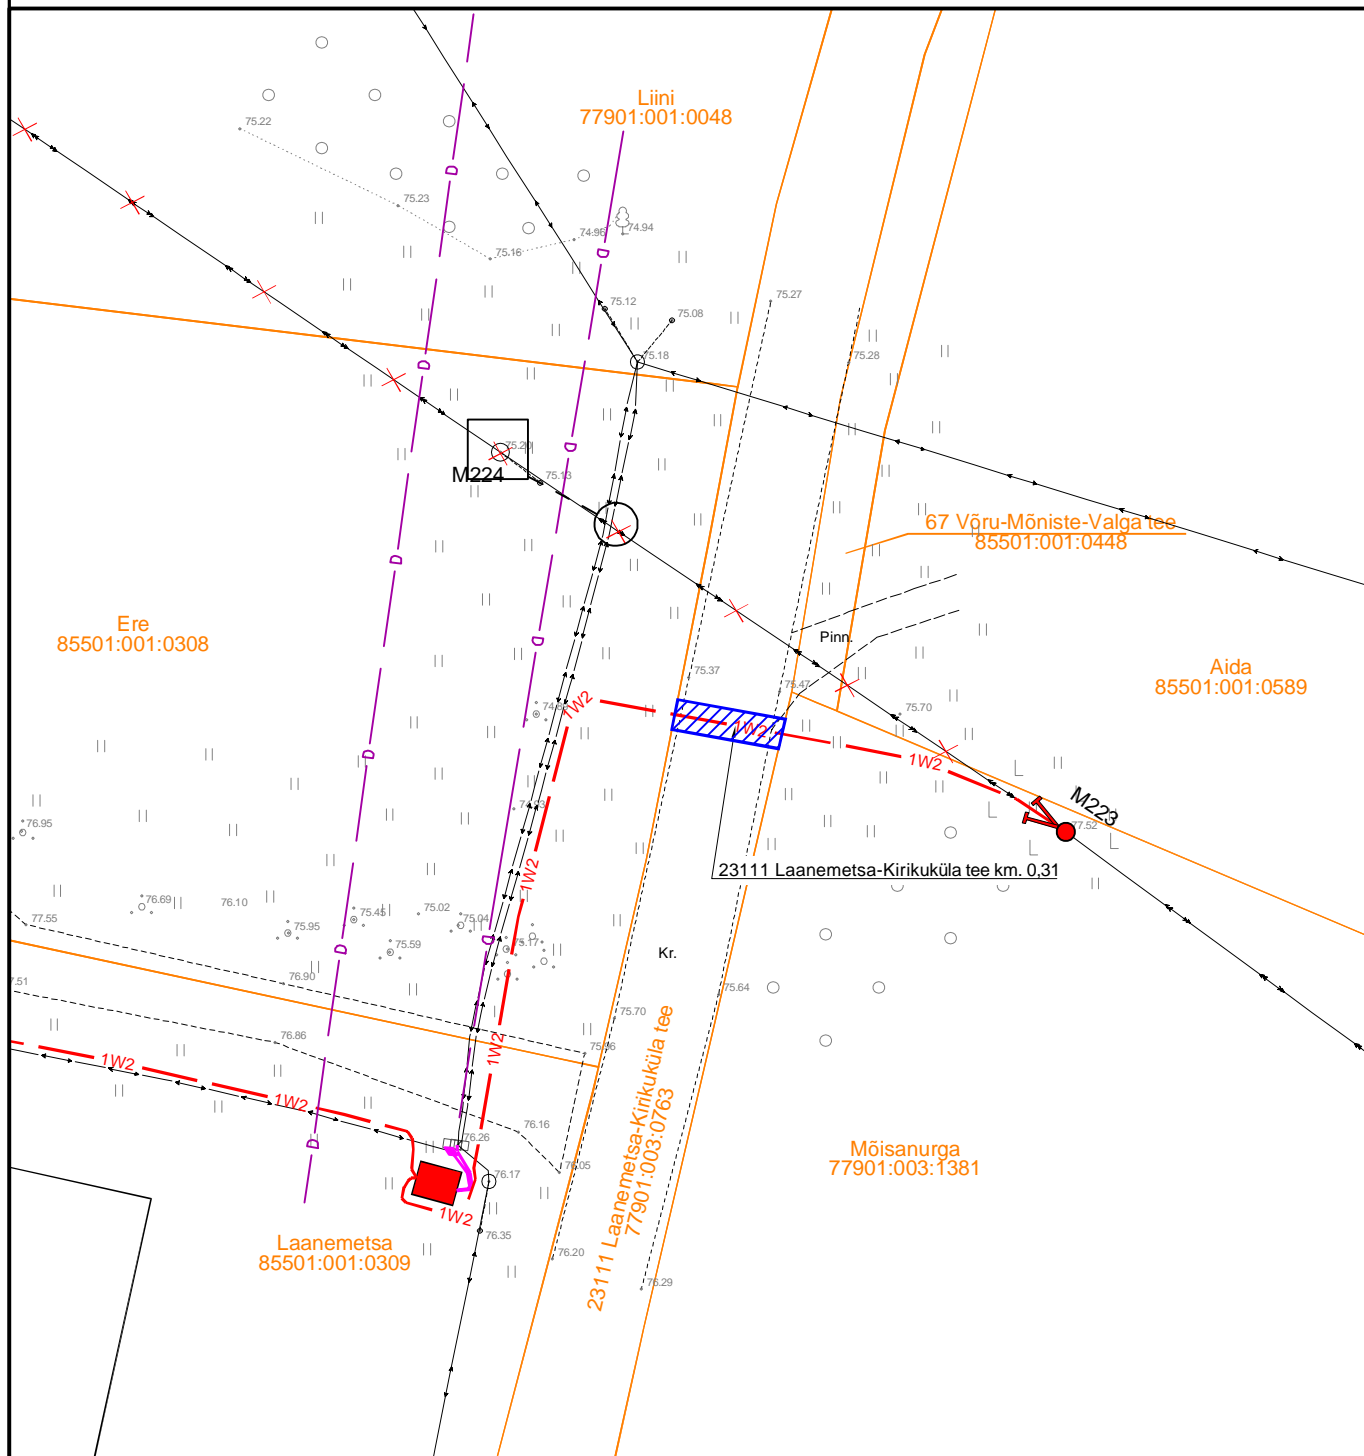 Liini
77901:001:0048
75.22
75.23
74.96
74.94
75.16
75.12
75.08
75.27
75.18
75.28
75.20
M224
75.13
67 Võru-Mõniste-Valga tee
85501:001:0448
Ere
85501:001:0308
Pinn.
Aida
85501:001:0589
75.37
75.47
75.70
1W2
1W2
1W2
M223
77.52
74.83
76.95
23111 Laanemetsa-Kirikuküla tee km. 0,31
1W2
76.69
76.10
75.45
75.02
75.04
77.55
75.95
75.59
75.17
Kr.
76.90
75.64
75.70
76.86
1W2
1W2
1W2
76.16
76.26
76.05
76.17
23111 Laanemetsa-Kirikuküla tee
77901:003:0763
Mõisanurga
77901:003:1381
1W2
76.35
Laanemetsa
85501:001:0309
76.20
76.29
D
D
D
D
D
D
D
D
D
D
D